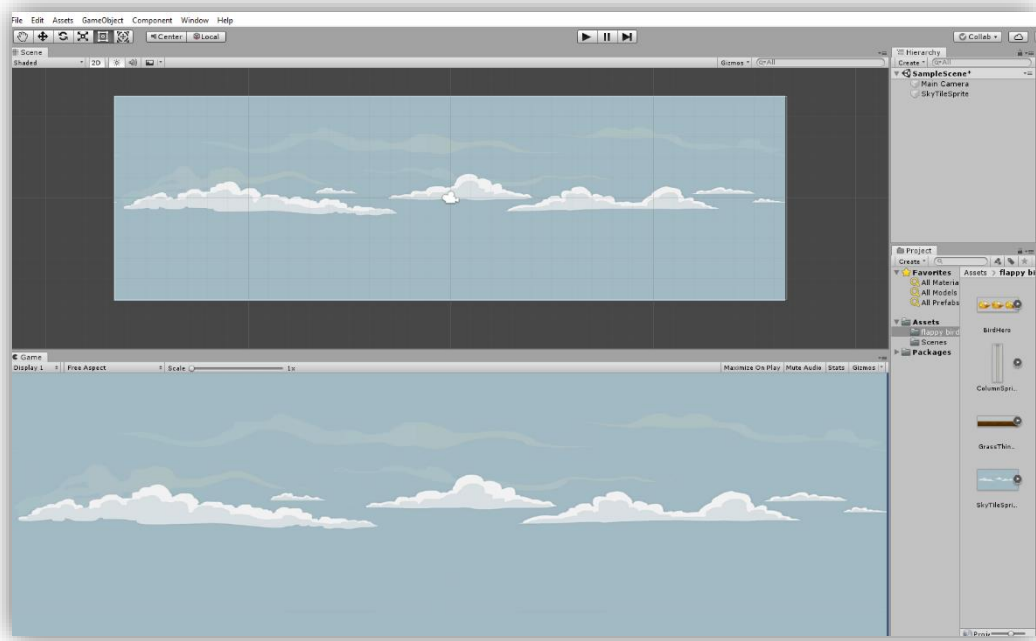 File Edit Assets GameObject Component Window Help
Center Local
Collab
Scene
Shaded 2D Gizmos All
Hierarchy
Create All
SampleScene*
Main Camera
SkyTileSprite
Project
Create
Favorites
All Materia
All Models
All Prefabs
Assets
flappy bird
Scenes
Packages
Assets > flappy bi
BirdHero
ColumnSpri..
GrassThin..
SkyTileSpri..
Game
Display 1 Free Aspect Scale 1x
Maximize On Play Mute Audio Stats Gizmos